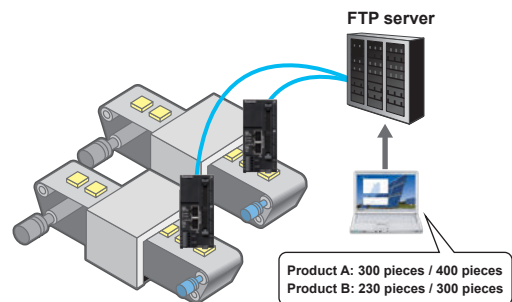 FTP server
Product A: 300 pieces / 400 pieces
Product B: 230 pieces / 300 pieces